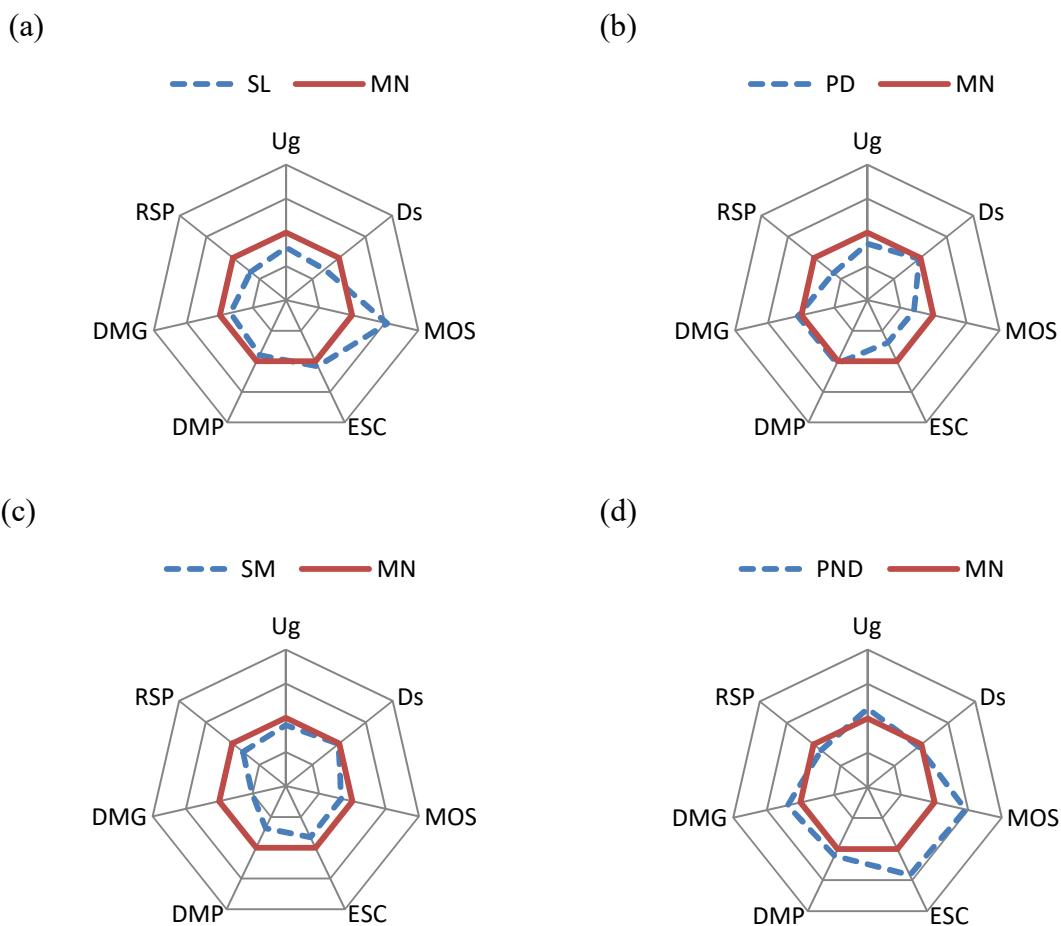 (a)
SL MN
Ug
RSP Ds
DMG MOS
DMP ESC
(b)
PD MN
Ug
RSP Ds
DMG MOS
DMP ESC
(c)
SM MN
Ug
RSP Ds
DMG MOS
DMP ESC
(d)
PND MN
Ug
RSP Ds
DMG MOS
DMP ESC